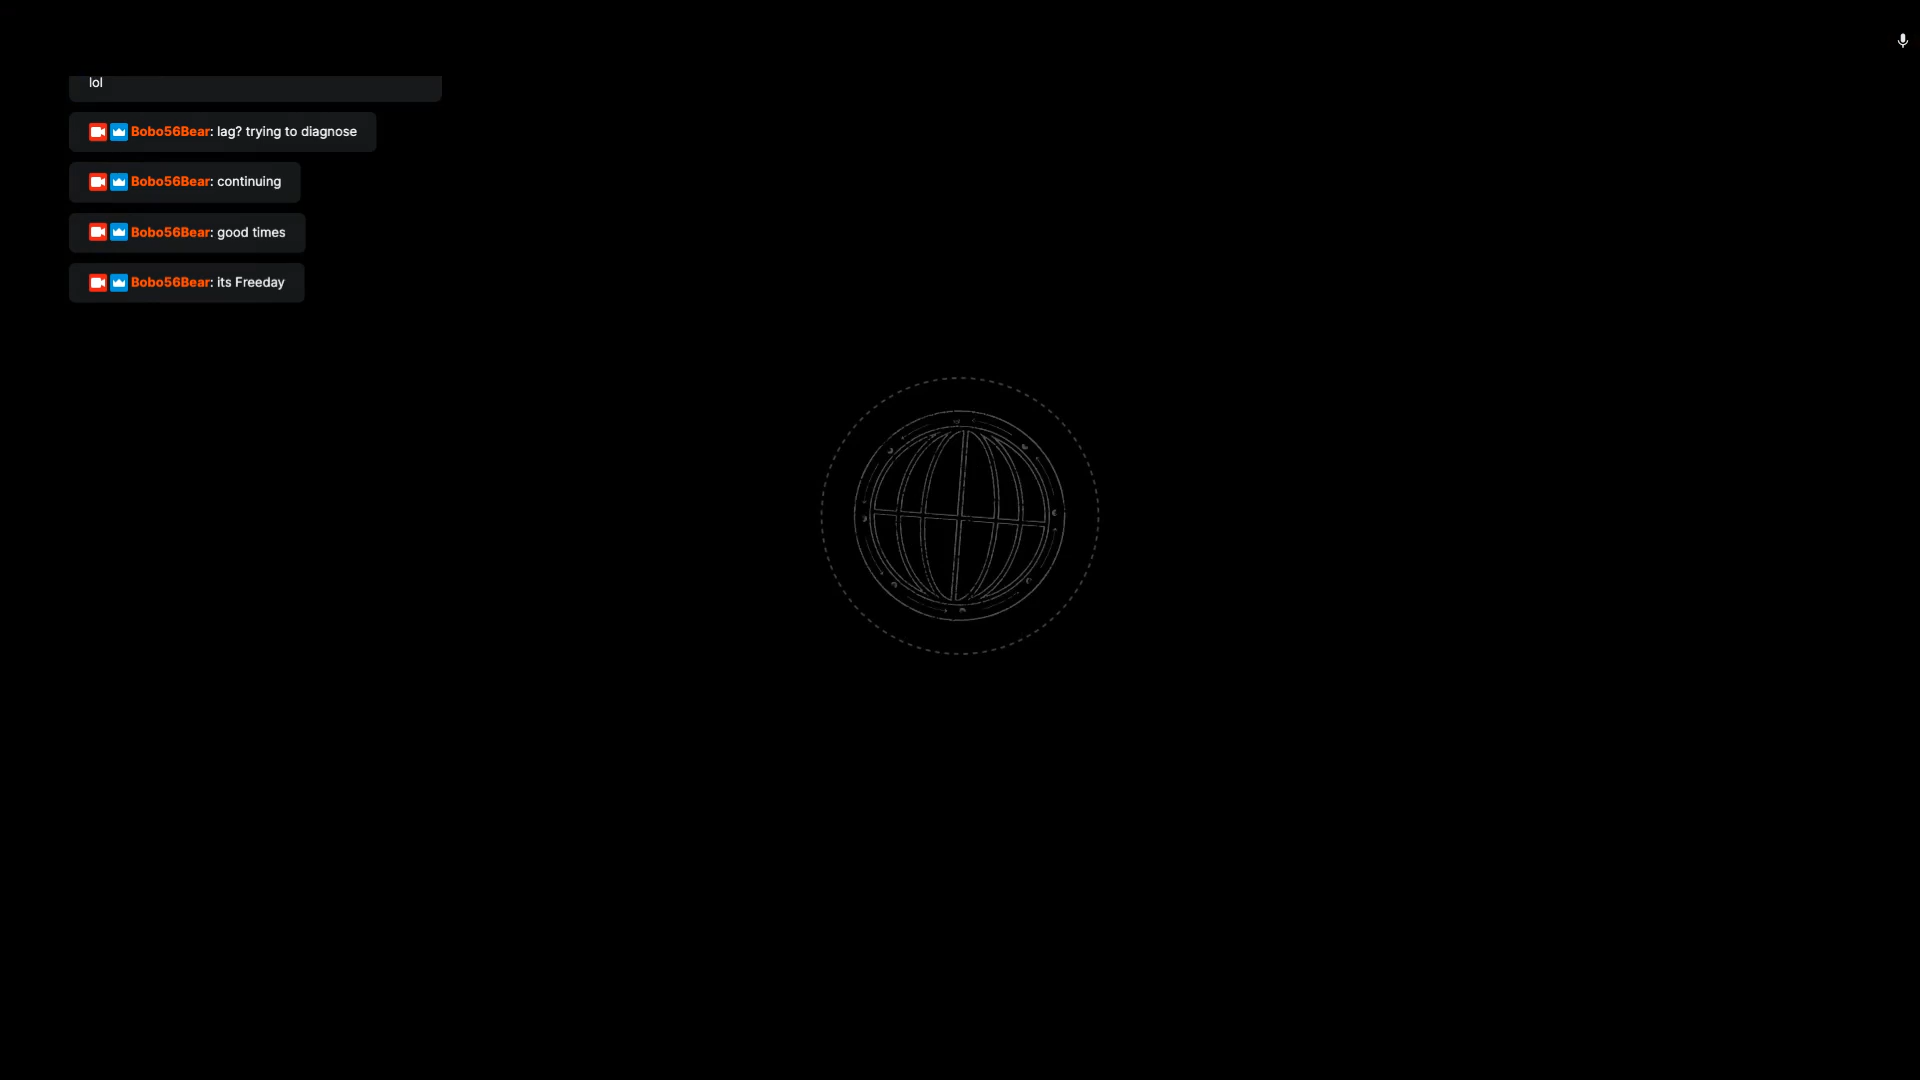 lol
Bobo56Bear: lag? trying to diagnose
Bobo56Bear: continuing
Bobo56Bear: good times
Bobo56Bear: its Freeday